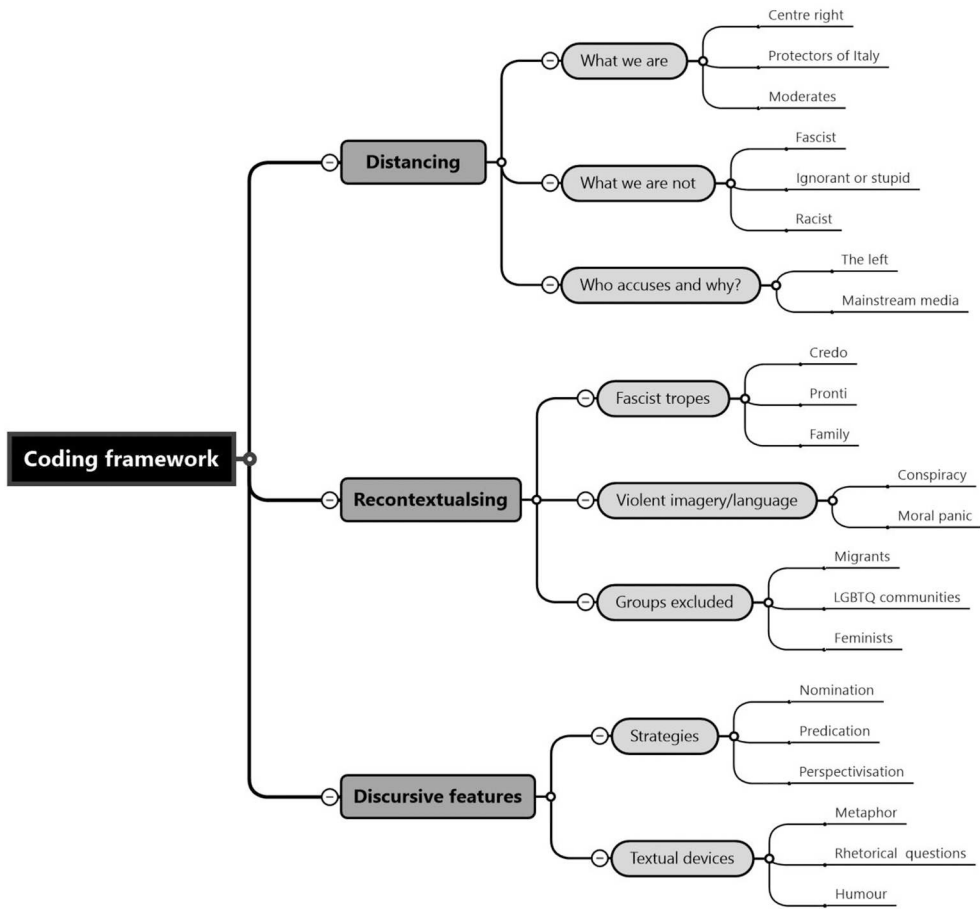 Coding framework
Distancing
What we are
Centre right
Protectors of Italy
Moderates
What we are not
Fascist
Ignorant or stupid
Racist
Who accuses and why?
The left
Mainstream media
Recontextualsing
Fascist tropes
Credo
Pronti
Family
Violent imagery/language
Conspiracy
Moral panic
Groups excluded
Migrants
LGBTQ communities
Feminists
Discursive features
Strategies
Nomination
Predication
Perspectivisation
Textual devices
Metaphor
Rhetorical questions
Humour